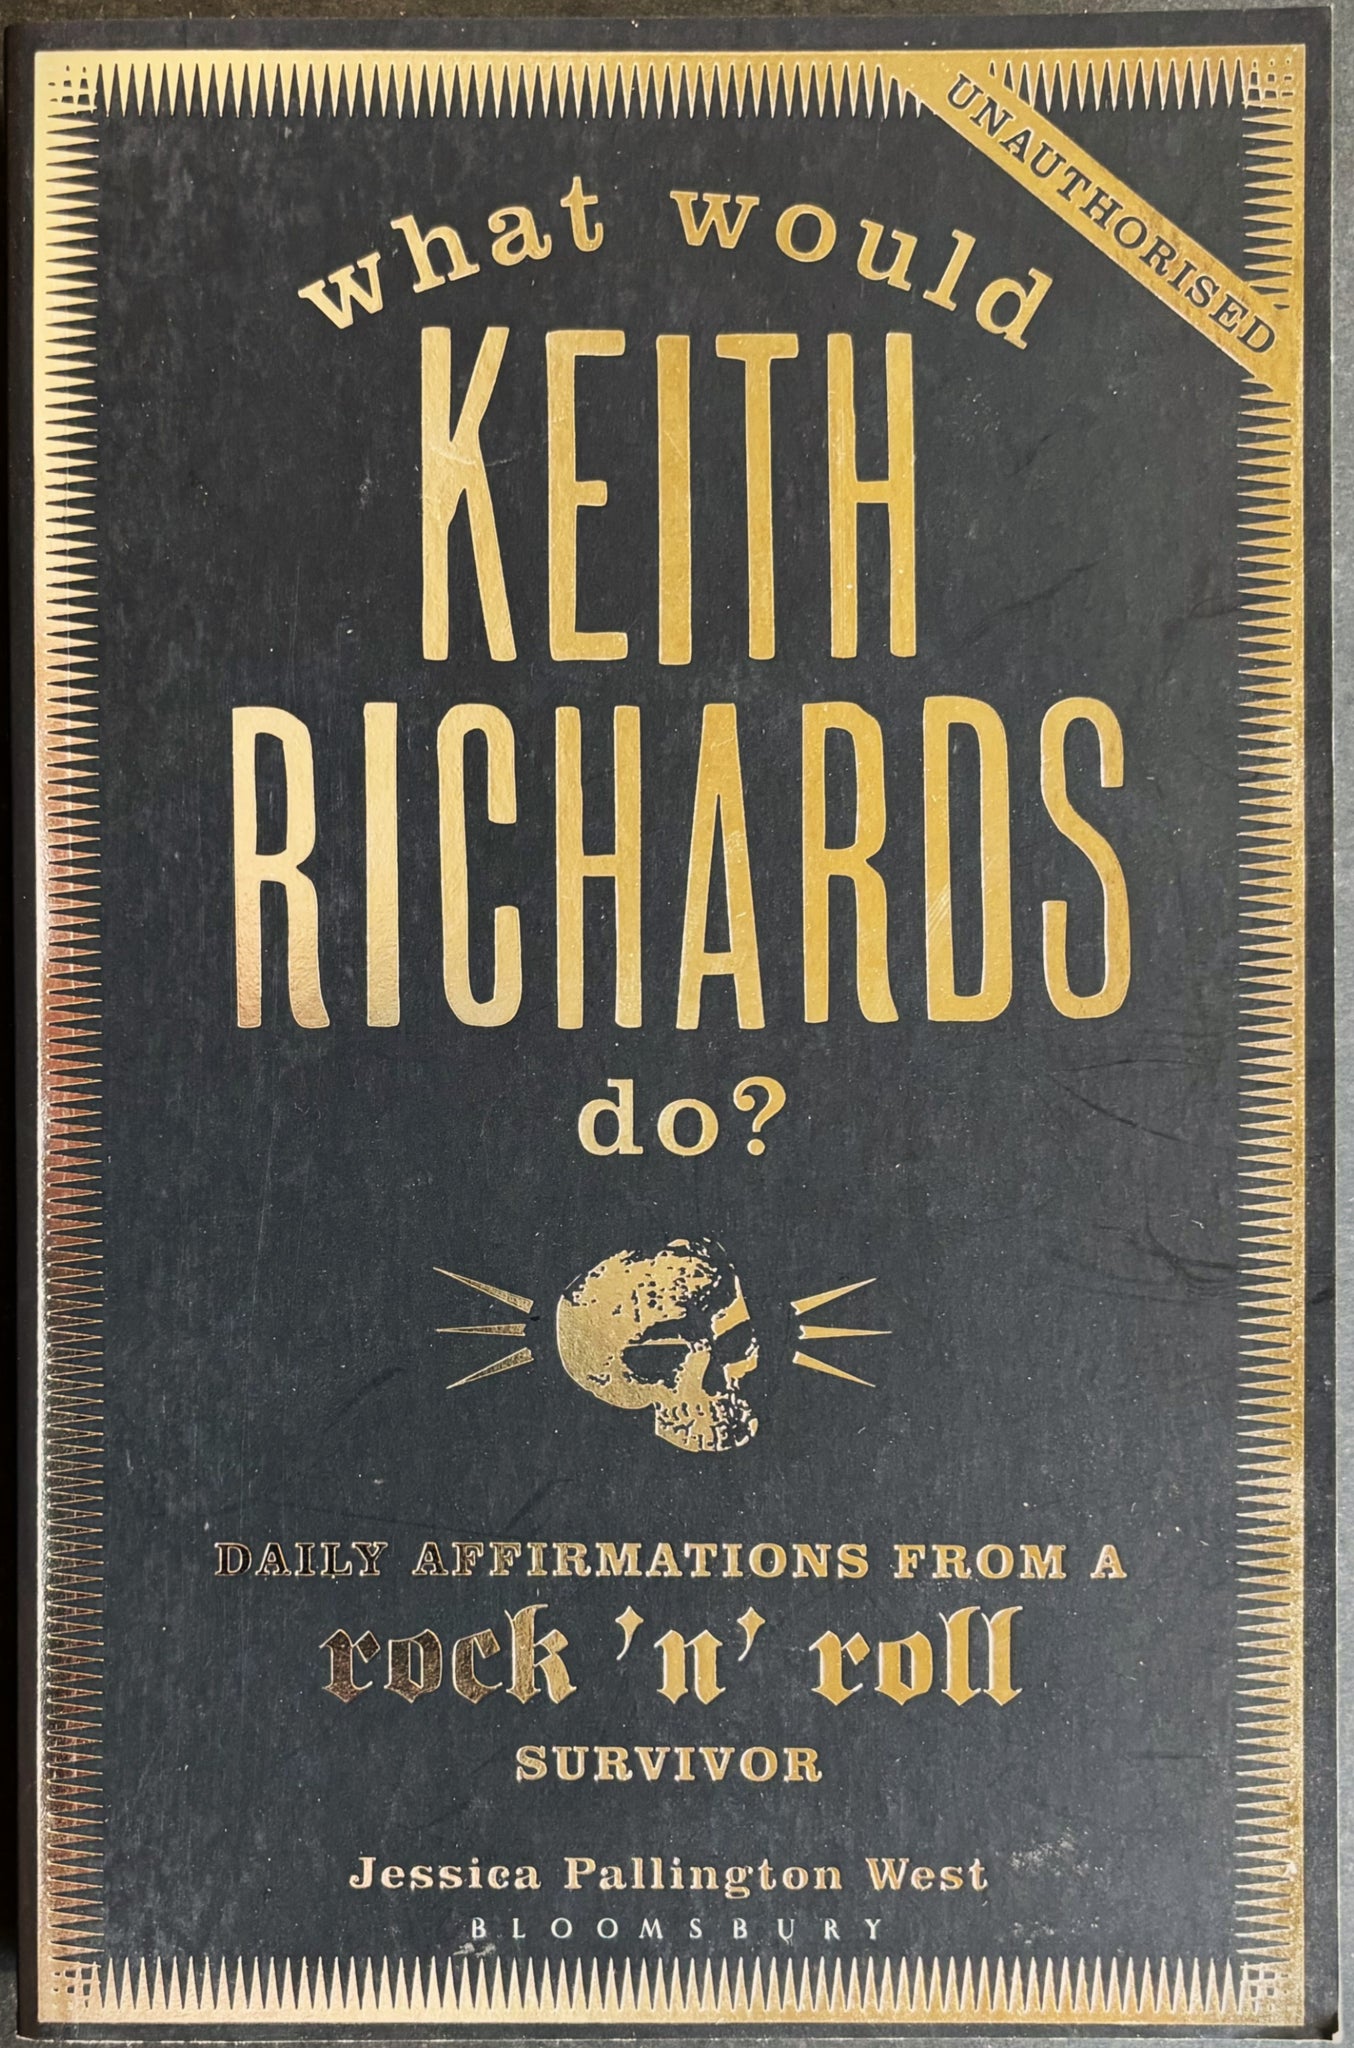 UNAUTHORISED
what would
KEITH
RICHARDS
do?
DAILY AFFIRMATIONS FROM A
rock 'n' roll
SURVIVOR
Jessica Pallington West
BLOOMSBURY